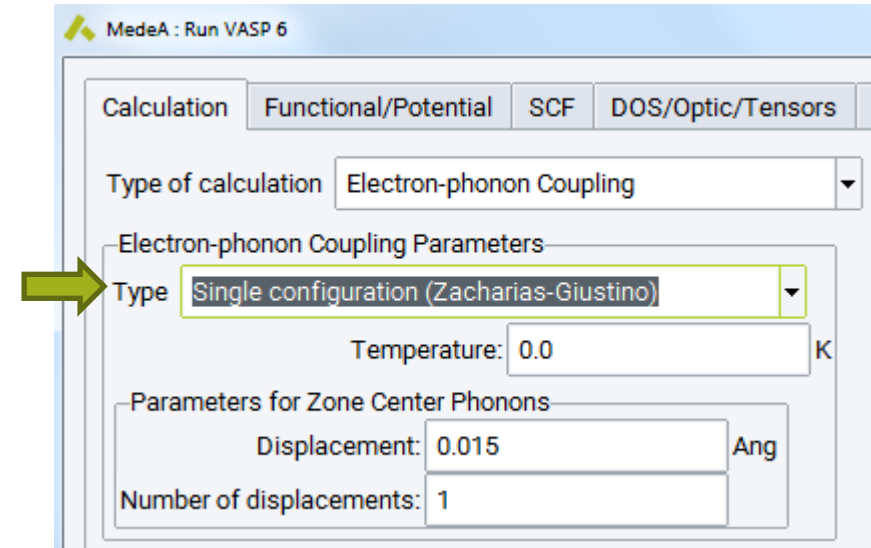 MedeA : Run VASP 6
Calculation Functional/Potential SCF DOS/Optic/Tensors
Type of calculation Electron-phonon Coupling
Electron-phonon Coupling Parameters
Type Single configuration (Zacharias-Giustino)
Temperature: 0.0 K
Parameters for Zone Center Phonons
Displacement: 0.015 Ang
Number of displacements: 1